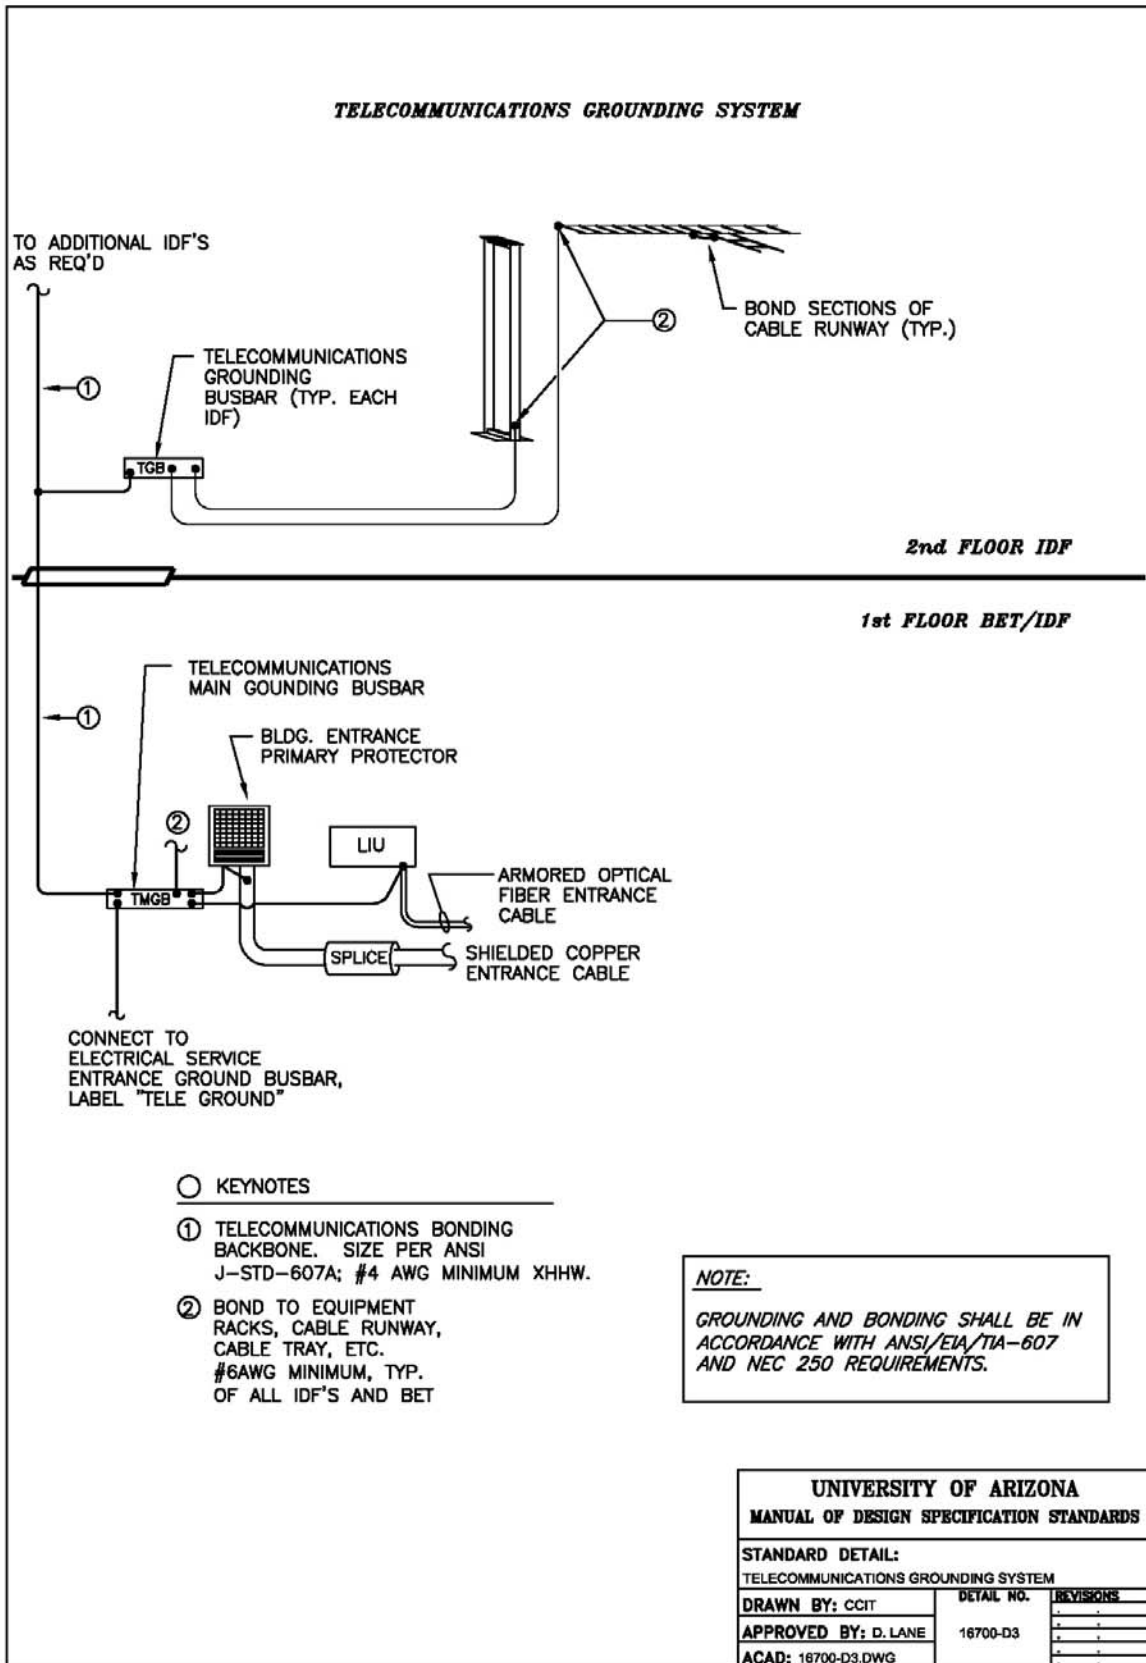 TELECOMMUNICATIONS GROUNDING SYSTEM
TO ADDITIONAL IDF'S
AS REQ'D
BOND SECTIONS OF
CABLE RUNWAY (TYP.)
2
TELECOMMUNICATIONS
GROUNDING
BUSBAR (TYP. EACH
IDF)
1
TGB
2nd FLOOR IDF
1st FLOOR BET/IDF
TELECOMMUNICATIONS
MAIN GOUNDING BUSBAR
1
BLDG. ENTRANCE
PRIMARY PROTECTOR
2
LIU
TMGB
ARMORED OPTICAL
FIBER ENTRANCE
CABLE
SPLICE
SHIELDED COPPER
ENTRANCE CABLE
CONNECT TO
ELECTRICAL SERVICE
ENTRANCE GROUND BUSBAR,
LABEL "TELE GROUND"
KEYNOTES
1 TELECOMMUNICATIONS BONDING
BACKBONE. SIZE PER ANSI
J-STD-607A; #4 AWG MINIMUM XHHW.
2 BOND TO EQUIPMENT
RACKS, CABLE RUNWAY,
CABLE TRAY, ETC.
#6AWG MINIMUM, TYP.
OF ALL IDF'S AND BET
NOTE:
GROUNDING AND BONDING SHALL BE IN
ACCORDANCE WITH ANSI/EIA/TIA-607
AND NEC 250 REQUIREMENTS.
UNIVERSITY OF ARIZONA
MANUAL OF DESIGN SPECIFICATION STANDARDS
STANDARD DETAIL:
TELECOMMUNICATIONS GROUNDING SYSTEM
DRAWN BY: CCIT
DETAIL NO.
REVISIONS
APPROVED BY: D. LANE
16700-D3
ACAD: 16700-D3.DWG